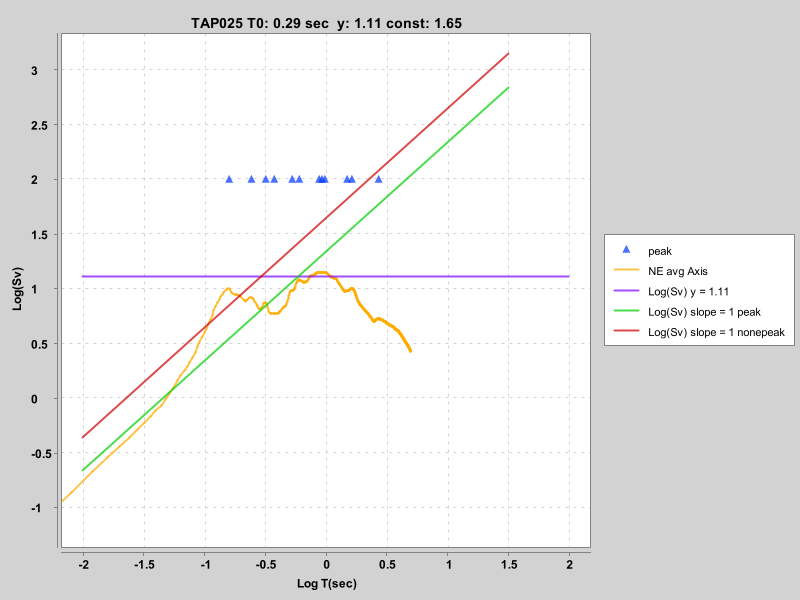 TAP025 T0: 0.29 sec  y: 1.11 const: 1.65
3
2.5
2
1.5
1
0.5
0
-0.5
-1
Log(Sv)
-2 -1.5 -1 -0.5 0 0.5 1 1.5 2
Log T(sec)
peak
NE avg Axis
Log(Sv) y = 1.11
Log(Sv) slope = 1 peak
Log(Sv) slope = 1 nonepeak